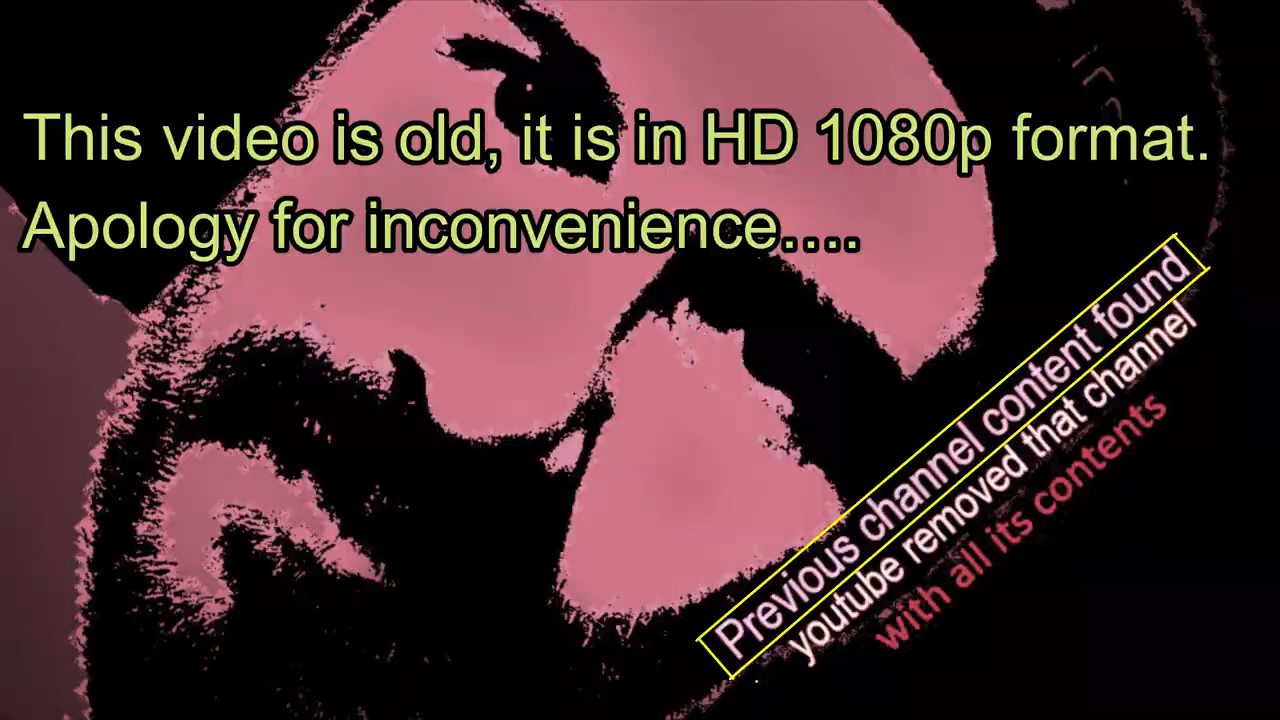 This video is old, it is in HD 1080p format.
Apology for inconvenience....
Previous channel content found
youtube removed that channel
with all its contents